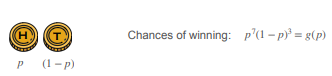 H T Chances of winning: p⁷(1 – p)³ = g(p)
p (1 – p)